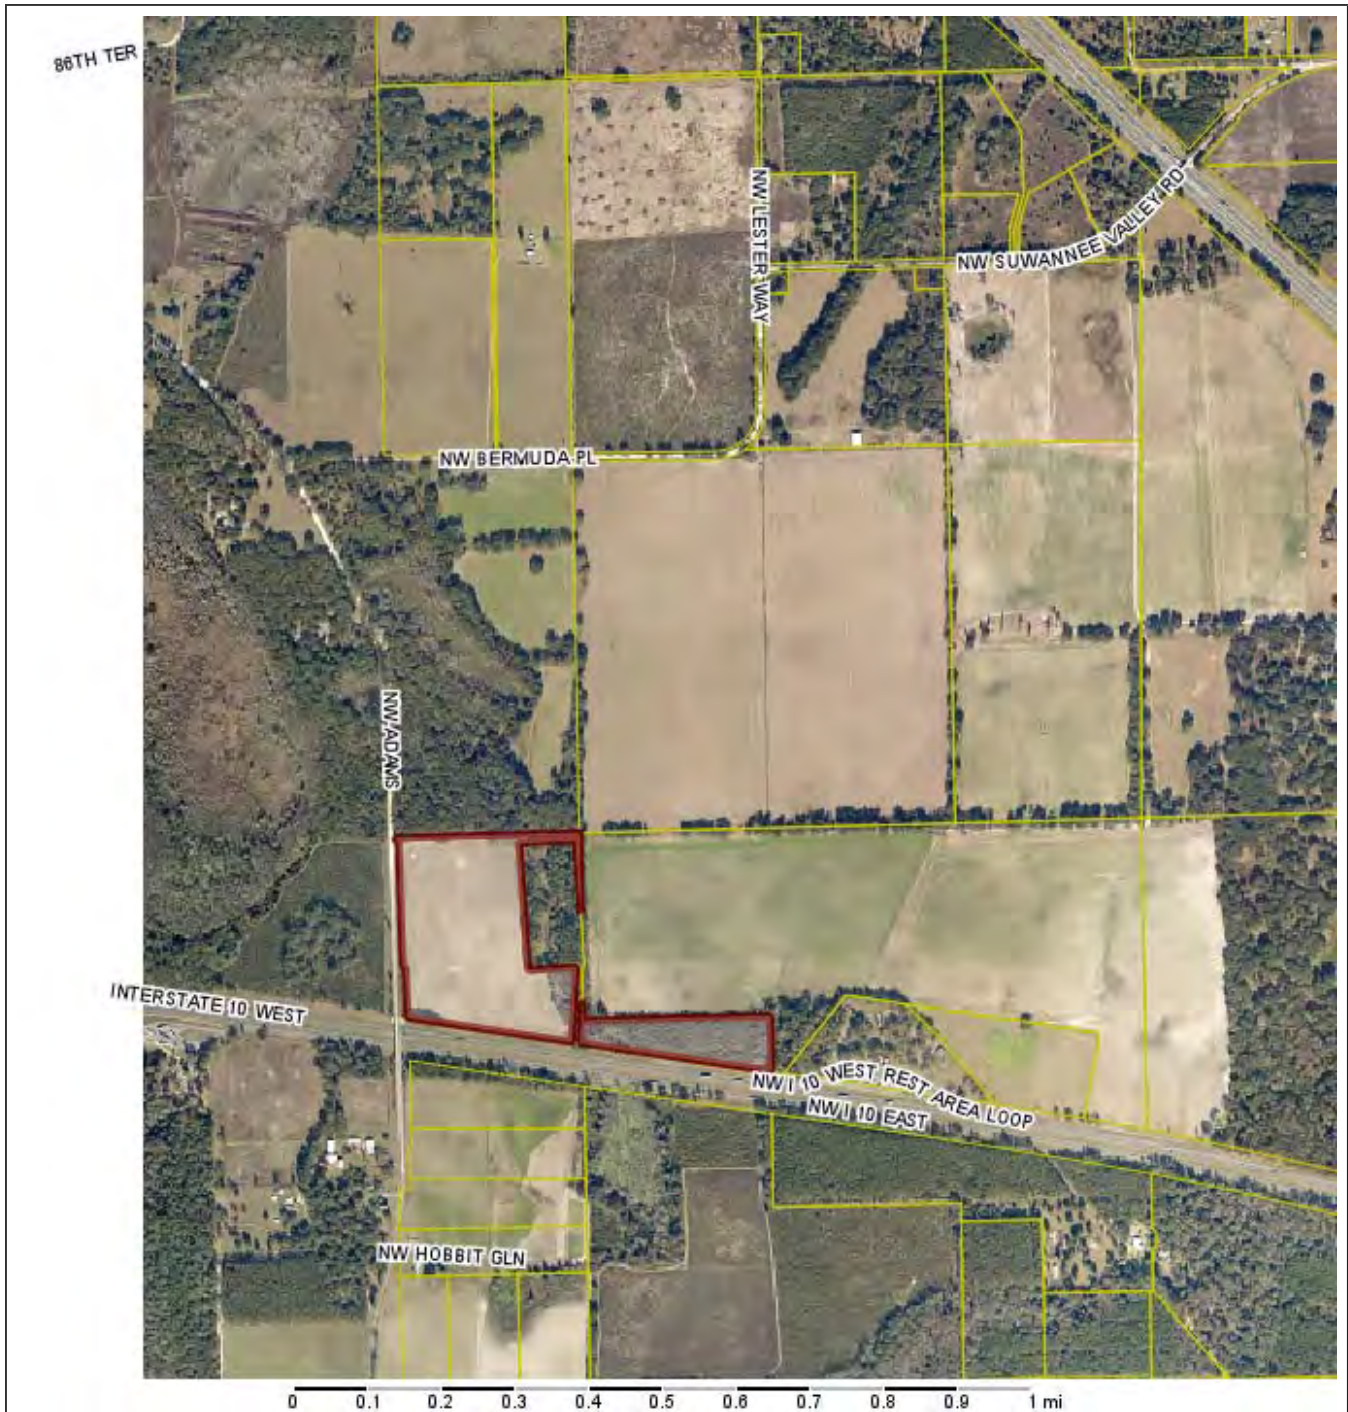 86TH TER
NW LESTER WAY
NW SUWANNEE VALLEY RD
NW BERMUDA PL
NW ADAMS
INTERSTATE 10 WEST
NW I 10 WEST REST AREA LOOP
NW I 10 EAST
NW HOBBIT GLN
0 0.1 0.2 0.3 0.4 0.5 0.6 0.7 0.8 0.9 1 mi